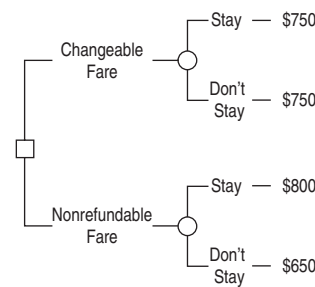 Stay — $750
Changeable
Fare
Don't
Stay — $750
Stay — $800
Nonrefundable
Fare
Don't
Stay — $650